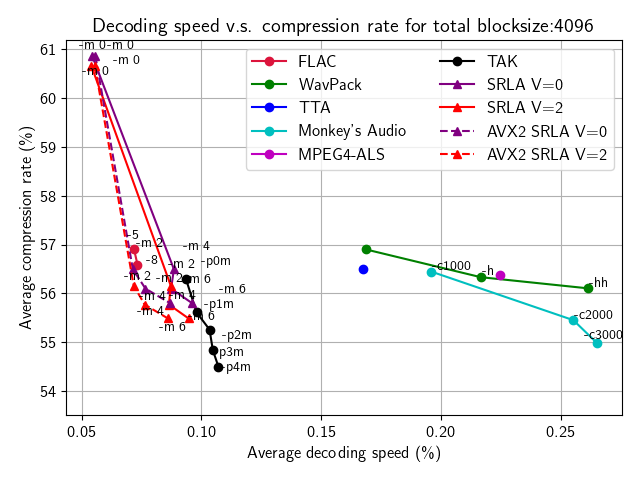 Decoding speed v.s. compression rate for total blocksize:4096
Average compression rate (%)
61
60
59
58
57
56
55
54
FLAC
WavPack
TTA
Monkey's Audio
MPEG4-ALS
TAK
SRLA V=0
SRLA V=2
AVX2 SRLA V=0
AVX2 SRLA V=2
-m 0
-m 0
-m 0
-m 0
-5
-m 2
-8
-m 2
-m 4
-m 2
-p0m
-m 2
-m 6
-m 4
-m 4
-m 6
-p1m
-m 4
-m 6
-m 6
-p2m
p3m
-p4m
-c1000
-h
hh
-c2000
-c3000
0.05
0.10
0.15
0.20
0.25
Average decoding speed (%)